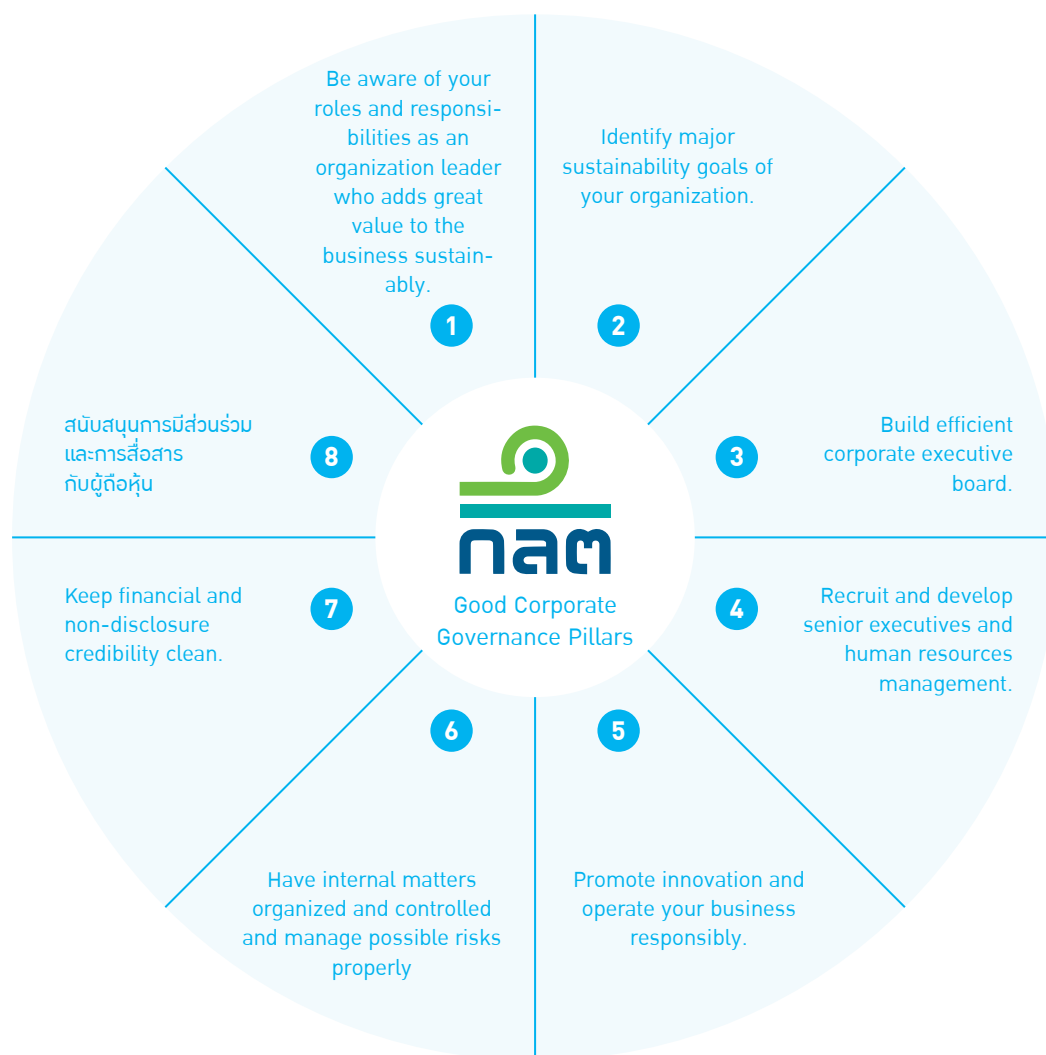 Be aware of your
roles and responsi-
bilities as an
organization leader
who adds great
value to the
business sustain-
ably.
1
Identify major
sustainability goals of
your organization.
2
Build efficient
corporate executive
board.
3
Recruit and develop
senior executives and
human resources
management.
4
Promote innovation and
operate your business
responsibly.
5
Have internal matters
organized and controlled
and manage possible risks
properly
6
Keep financial and
non-disclosure
credibility clean.
7
สนับสนุนการมีส่วนร่วม
และการสื่อสาร
กับผู้ถือหุ้น
8
กลต
Good Corporate
Governance Pillars